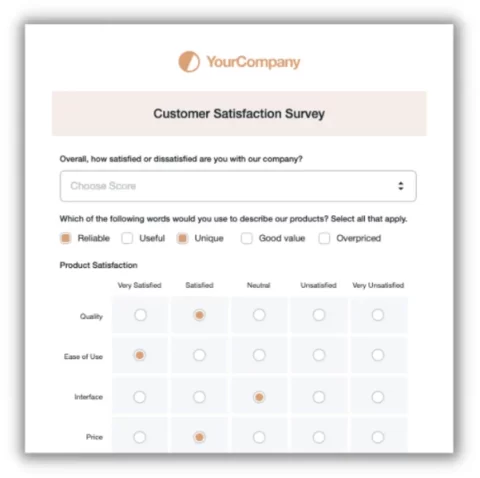 YourCompany
Customer Satisfaction Survey
Overall, how satisfied or dissatisfied are you with our company?
Choose Score
Which of the following words would you use to describe our products? Select all that apply.
Reliable Useful Unique Good value Overpriced
Product Satisfaction
Very Satisfied Satisfied Neutral Unsatisfied Very Unsatisfied
Quality
Ease of Use
Interface
Price